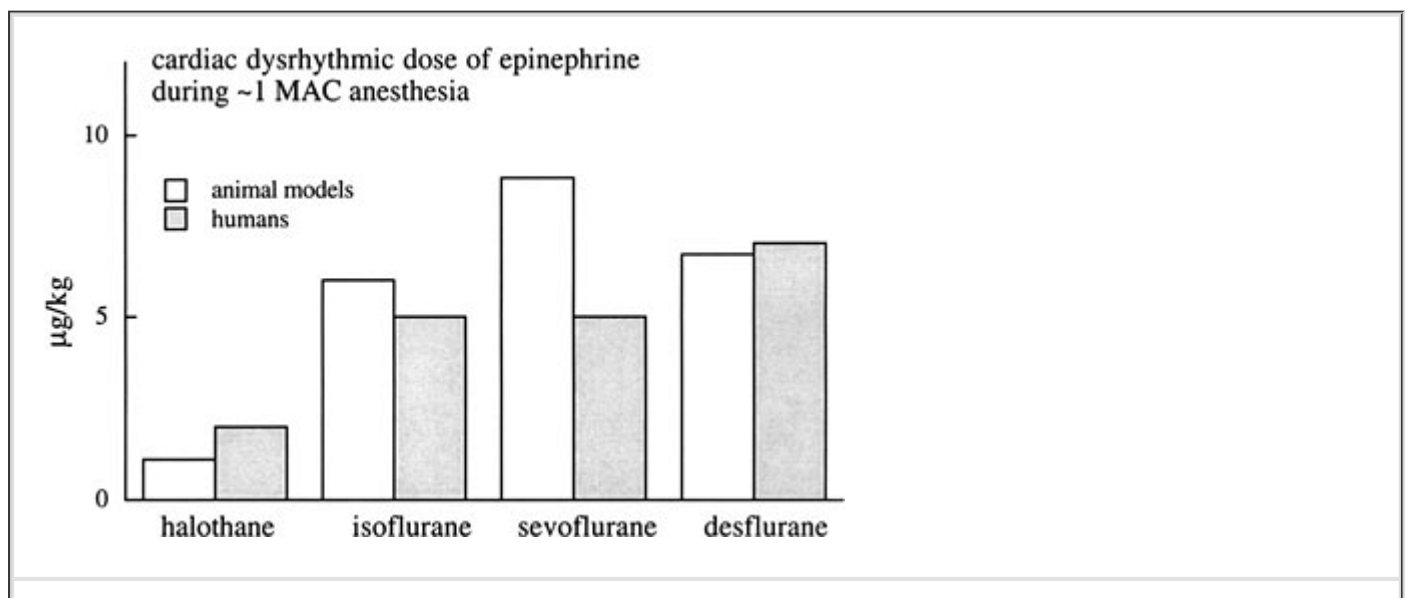 cardiac dysrhythmic dose of epinephrine
during ~1 MAC anesthesia
10
animal models
humans
µg/kg
5
0
halothane isoflurane sevoflurane desflurane